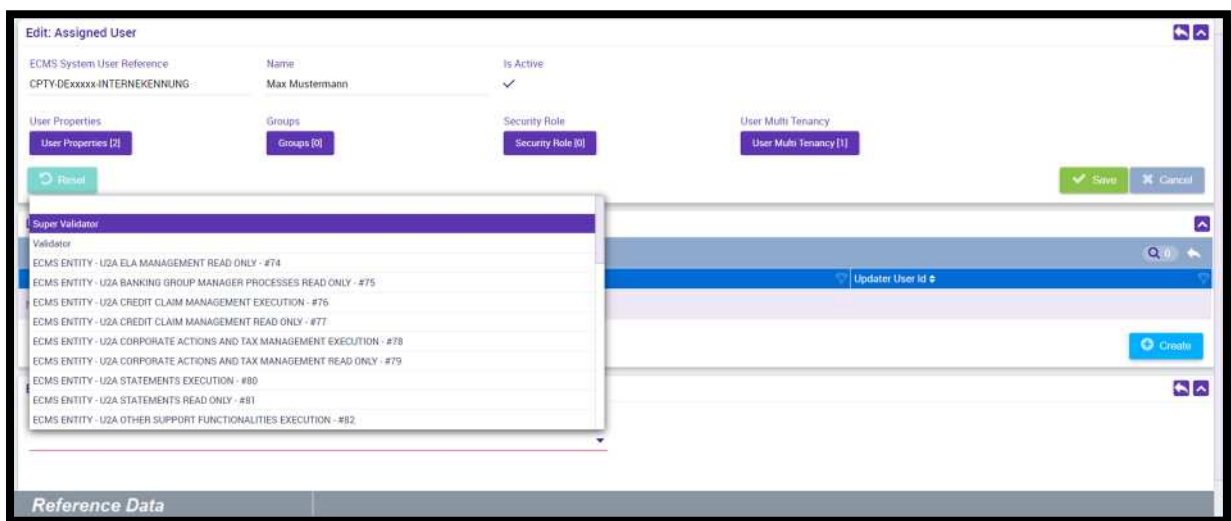 Edit: Assigned User
ECMS System User Reference Name Is Active
CPTY-DExxxxx-INTERNEKENNUNG Max Mustermann
User Properties Groups Security Role User Multi Tenancy
User Properties [2] Groups [0] Security Role [0] User Multi Tenancy [1]
Reset Save Cancel
Super Validator
Validator
ECMS ENTITY - U2A ELA MANAGEMENT READ ONLY - #74
0
ECMS ENTITY - U2A BANKING GROUP MANAGER PROCESSES READ ONLY - #75
Updater User Id
ECMS ENTITY - U2A CREDIT CLAIM MANAGEMENT EXECUTION - #76
ECMS ENTITY - U2A CREDIT CLAIM MANAGEMENT READ ONLY - #77
ECMS ENTITY - U2A CORPORATE ACTIONS AND TAX MANAGEMENT EXECUTION - #78
Create
ECMS ENTITY - U2A CORPORATE ACTIONS AND TAX MANAGEMENT READ ONLY - #79
ECMS ENTITY - U2A STATEMENTS EXECUTION - #80
ECMS ENTITY - U2A STATEMENTS READ ONLY - #81
ECMS ENTITY - U2A OTHER SUPPORT FUNCTIONALITIES EXECUTION - #82
Reference Data